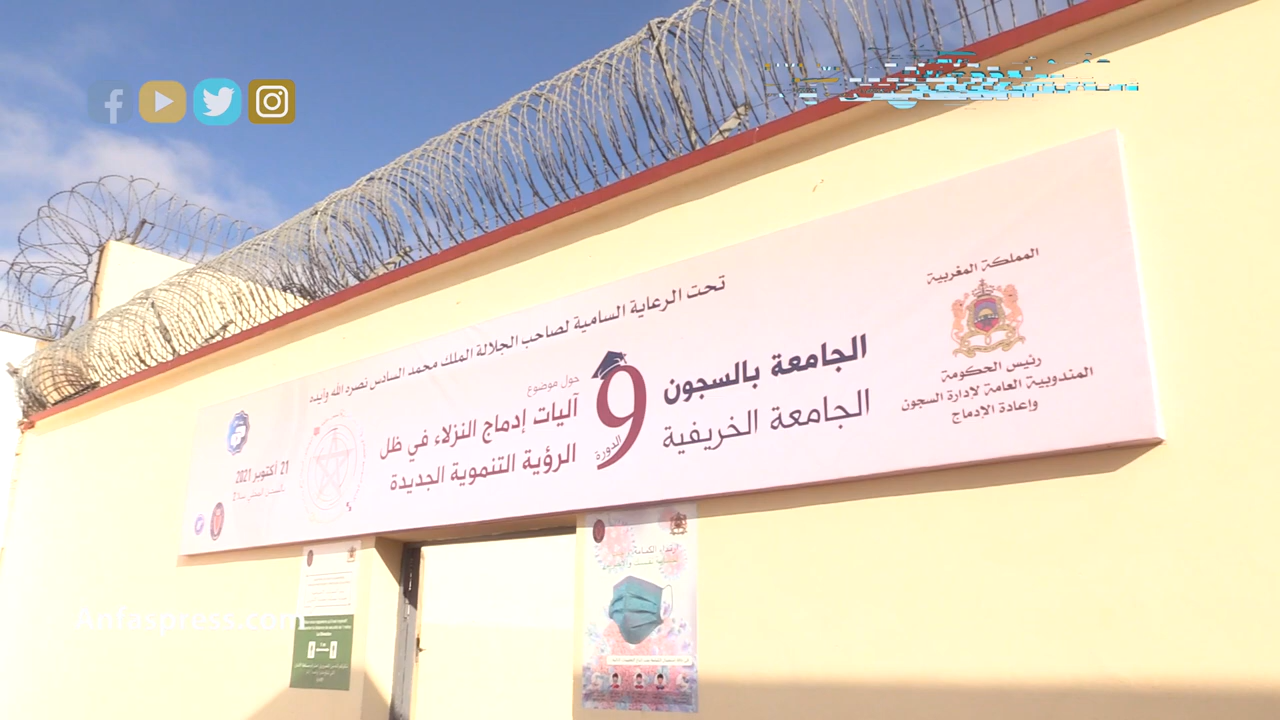 المملكة المغربية
رئيس الحكومة
المندوبية العامة لإدارة السجون
وإعادة الإدماج
تحت الرعاية السامية لصاحب الجلالة الملك محمد السادس نصره الله وأيده
الجامعة بالسجون
الجامعة الخريفية
9
الدورة
حول موضوع
آليات إدماج النزلاء في ظل
الرؤية التنموية الجديدة
21 أكتوبر 2021
Anfaspress.com